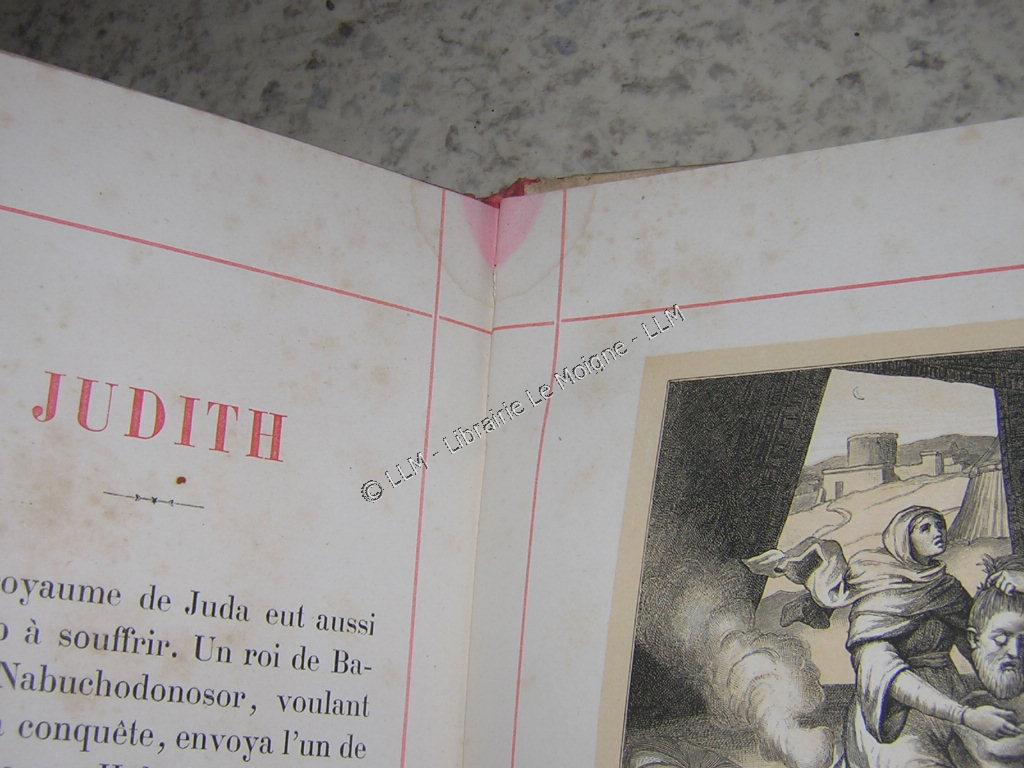 JUDITH
oyaume de Juda eut aussi
à souffrir. Un roi de Ba-
Nabuchodonosor, voulant
conquête, envoya l'un de
© LLM - Librairie Le Moigne - LLM